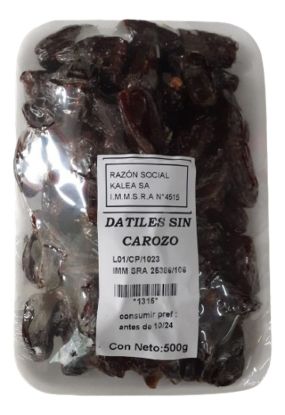 RAZÓN SOCIAL
KALEA SA
I.M.M.S.R.A N°4515
DATILES SIN
CAROZO
L01/CP/1023
IMM SRA 25386/106
"1315"
consumir pref :
antes de 10/24
Con Neto:500g